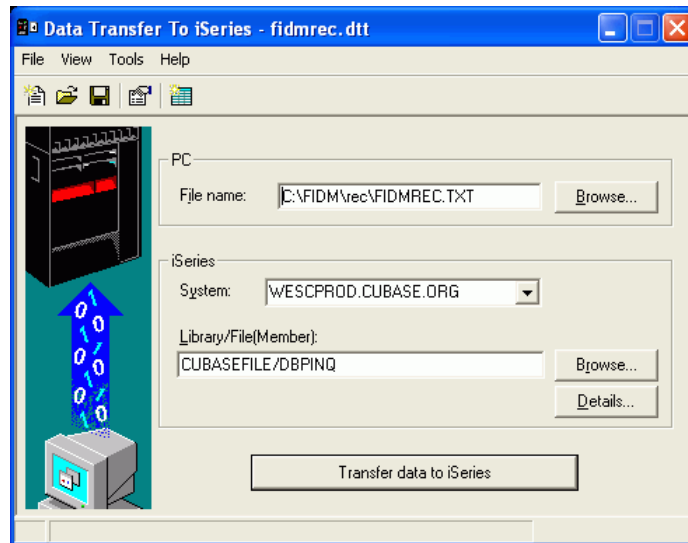 Data Transfer To iSeries - fidmrec.dtt
File View Tools Help
PC
File name: C:\FIDM\rec\FIDMREC.TXT Browse...
iSeries
System: WESCPROD.CUBASE.ORG
Library/File(Member):
CUBASEFILE/DBPINQ Browse...
Details...
Transfer data to iSeries